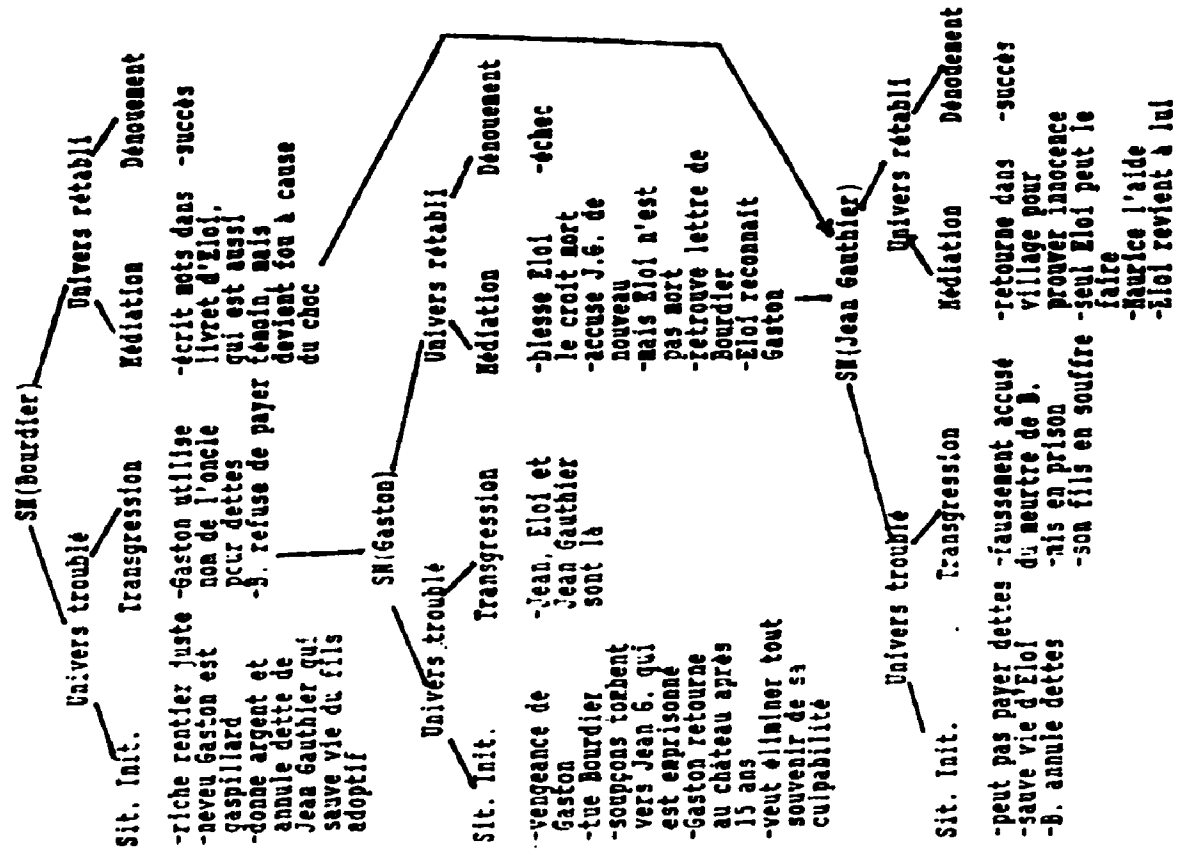 SN(Bourdier)
Univers troublé
Univers rétabli
Sit. Init.
Transgression
Médiation
Dénouement
-riche rentier juste
-neveu Gaston est
gaspillard
-donne argent et
annule dette de
Jean Gauthier qui
sauve vie du fils
adoptif
-Gaston utilise
nom de l'oncle
pour dettes
-B. refuse de payer
-écrit mots dans
livret d'Eloi,
qui est aussi
témoin mais
devient fou à cause
du choc
-succès
SN(Gaston)
Univers troublé
Univers rétabli
Sit. Init.
Transgression
Médiation
Dénouement
-vengeance de
Gaston
-tue Bourdier
-soupçons tombent
vers Jean G. qui
est emprisonné
-Gaston retourne
au château après
15 ans
-veut éliminer tout
souvenir de sa
culpabilité
-Jean, Eloi et
Jean Gauthier
sont là
-blesse Eloi
le croit mort
-accuse J.G. de
nouveau
-mais Eloi n'est
pas mort
-retrouve lettre de
Bourdier
-Eloi reconnait
Gaston
-échec
SN(Jean Gauthier)
Univers troublé
Univers rétabli
Sit. Init.
Transgression
Médiation
Dénouement
-peut pas payer dettes
-sauve vie d'Eloi
-B. annule dettes
-faussement accusé
du meurtre de B.
-mis en prison
-son fils en souffre
-retourne dans
village pour
prouver innocence
-seul Eloi peut le
faire
-Maurice l'aide
-Eloi revient à lui
-succès